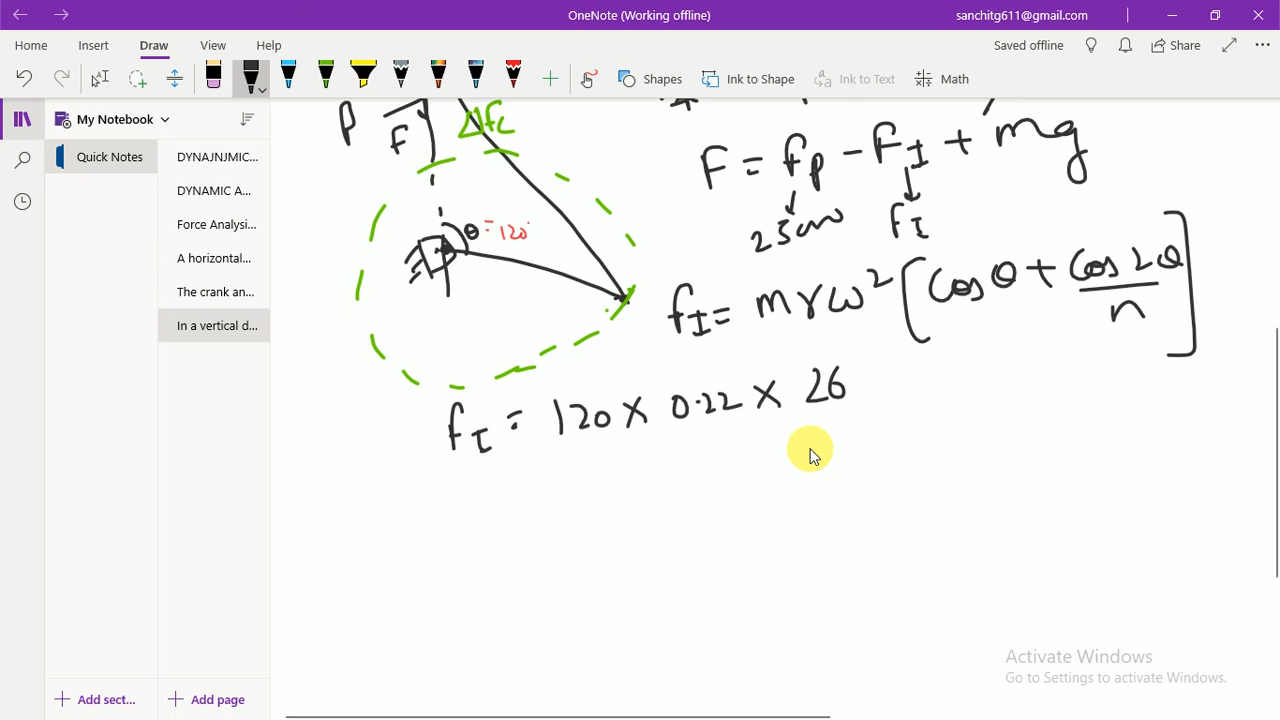 OneNote (Working offline)
sanchitg611@gmail.com
Home Insert Draw View Help
Saved offline
Share
Shapes
Ink to Shape
Ink to Text
Math
My Notebook
Quick Notes
DYNAJNJMIC...
DYNAMIC A...
Force Analysi...
A horizontal...
The crank an...
In a vertical d...
P F Δfc
θ = 120°
F = fp - FI + mg
25000 fI
fI = mrω² [cosθ + cos2θ/n]
fI = 120 × 0.22 × 26
Activate Windows
Go to Settings to activate Windows.
Add sect...
Add page